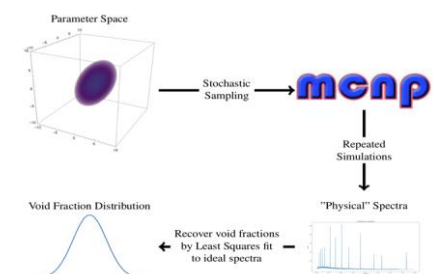 Parameter Space
Stochastic
Sampling
mcnp
Repeated
Simulations
Void Fraction Distribution
"Physical" Spectra
Recover void fractions
by Least Squares fit
to ideal spectra